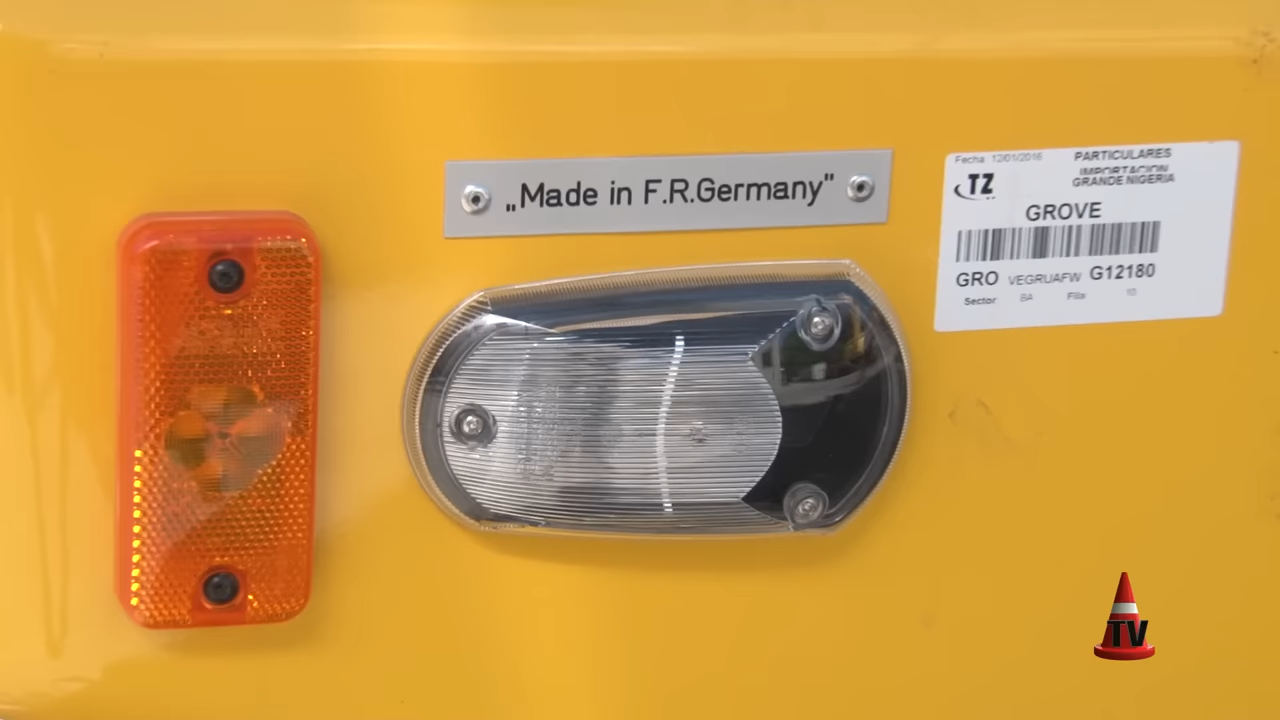 „Made in F.R.Germany"
Fecha 12/01/2016
PARTICULARES
IMPORTACION
GRANDE NIGERIA
TZ
GROVE
GRO VEGRUAFW G12180
Sector BA Fila 10
TV